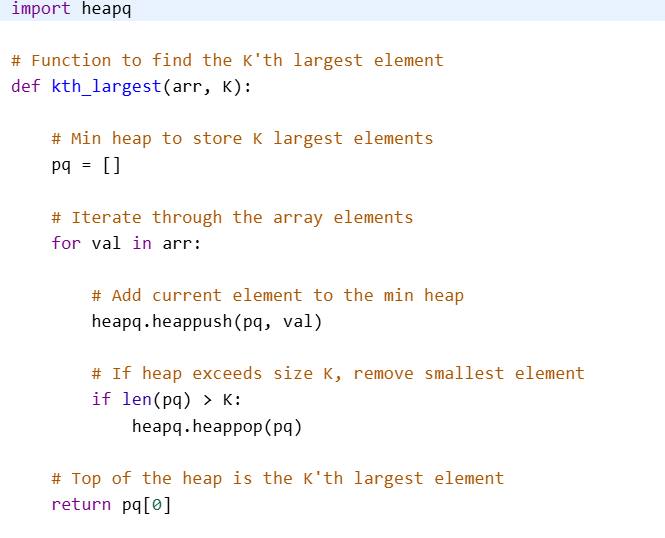 import heapq
# Function to find the K'th largest element
def kth_largest(arr, K):
    # Min heap to store K largest elements
    pq = []
    # Iterate through the array elements
    for val in arr:
        # Add current element to the min heap
        heapq.heappush(pq, val)
        # If heap exceeds size K, remove smallest element
        if len(pq) > K:
            heapq.heappop(pq)
    # Top of the heap is the K'th largest element
    return pq[0]